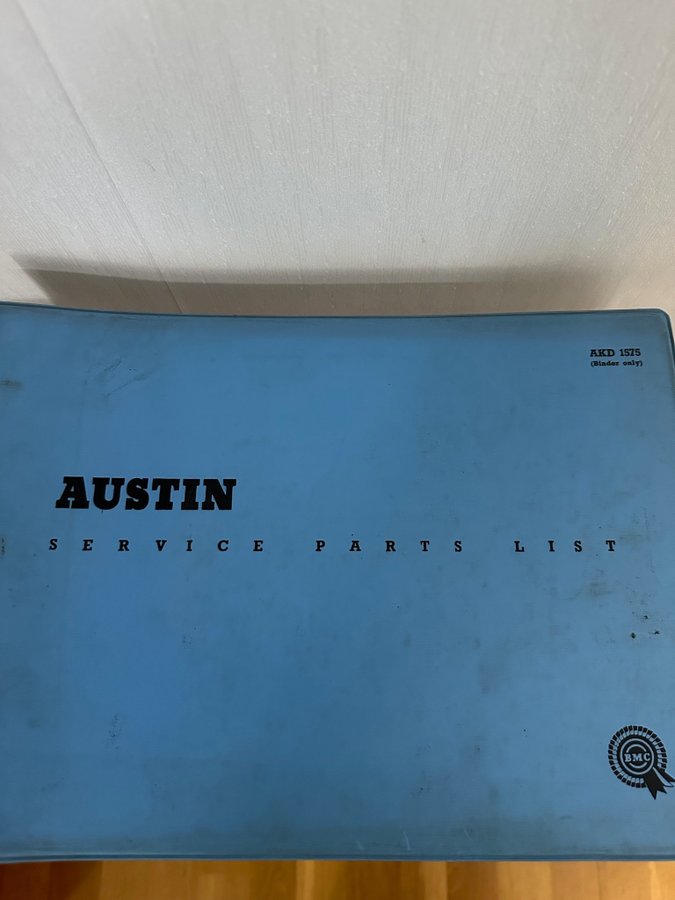 AKD 1575
(Binder only)
AUSTIN
SERVICE PARTS LIST
BMC